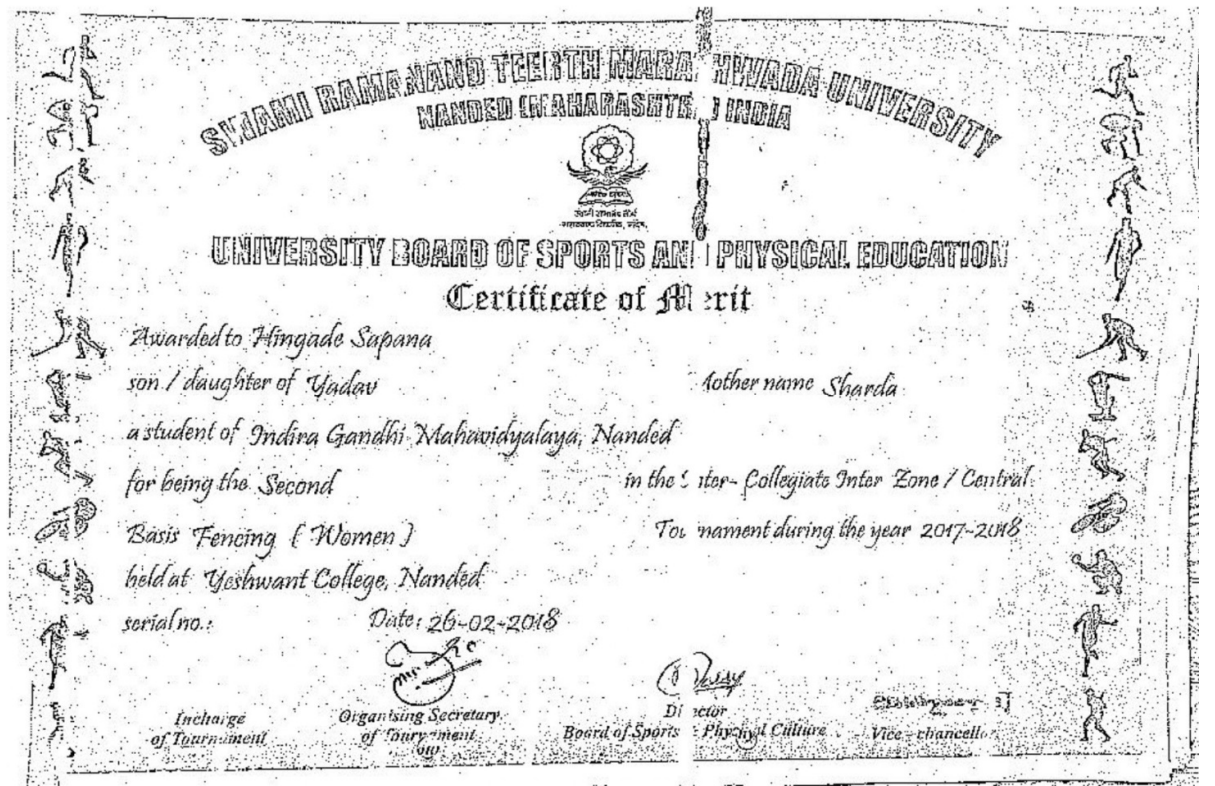 SWAMI RAMANAND TEERTH MARATHWADA UNIVERSITY
NANDED (MAHARASHTRA) INDIA
स्वामी रामानंद तीर्थ
मराठवाडा विद्यापीठ, नांदेड
UNIVERSITY BOARD OF SPORTS AND PHYSICAL EDUCATION
Certificate of Merit
Awarded to Hingade Sapana
son / daughter of Yadav Mother name Sharda
a student of Indira Gandhi Mahavidyalaya, Nanded
for being the Second in the Inter-Collegiate Inter Zone / Central
Basis Fencing (Women) Tournament during the year 2017-2018
held at Yeshwant College, Nanded
serial no.: Date: 26-02-2018
Incharge Organising Secretary Director
of Tournament of Tournament Board of Sports Physical Culture Vice-chancellor